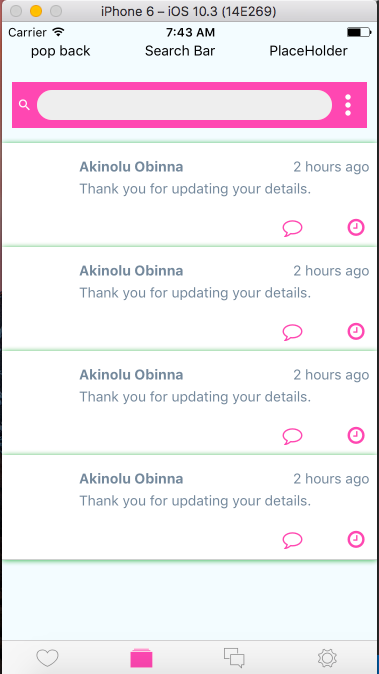 iPhone 6 – iOS 10.3 (14E269)
Carrier 7:43 AM
pop back Search Bar PlaceHolder
Akinolu Obinna 2 hours ago
Thank you for updating your details.
Akinolu Obinna 2 hours ago
Thank you for updating your details.
Akinolu Obinna 2 hours ago
Thank you for updating your details.
Akinolu Obinna 2 hours ago
Thank you for updating your details.